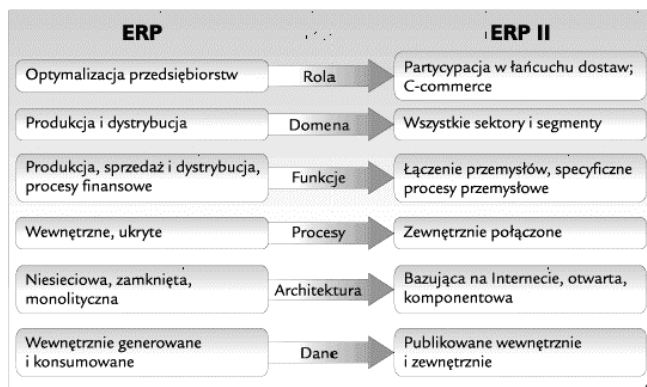 ERP ERP II
Optymalizacja przedsiębiorstw Rola Partycypacja w łańcuchu dostaw;
C-commerce
Produkcja i dystrybucja Domena Wszystkie sektory i segmenty
Produkcja, sprzedaż i dystrybucja,
procesy finansowe
Funkcje
Łączenie przemysłów, specyficzne
procesy przemysłowe
Wewnętrzne, ukryte Procesy Zewnętrznie połączone
Niesieciowa, zamknięta,
monolityczna
Architektura
Bazująca na Internecie, otwarta,
komponentowa
Wewnętrznie generowane
i konsumowane
Dane
Publikowane wewnętrznie
i zewnętrznie